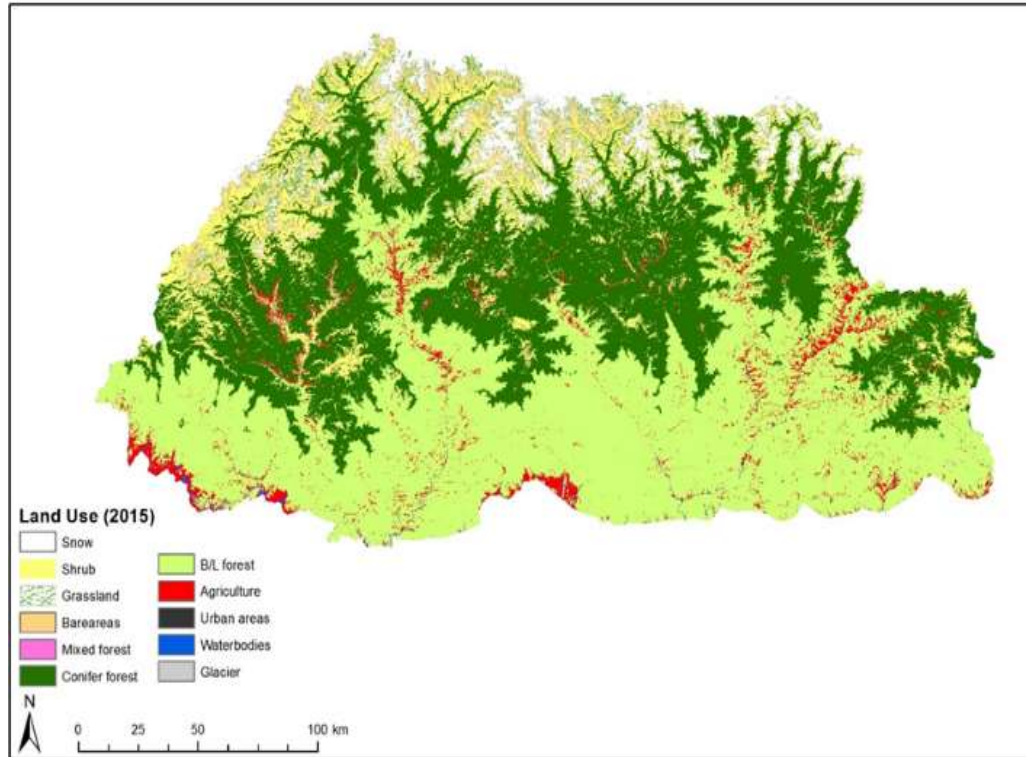 Land Use (2015)
Snow
Shrub
Grassland
Bareareas
Mixed forest
Conifer forest
B/L forest
Agriculture
Urban areas
Waterbodies
Glacier
N
0 25 50 100 km